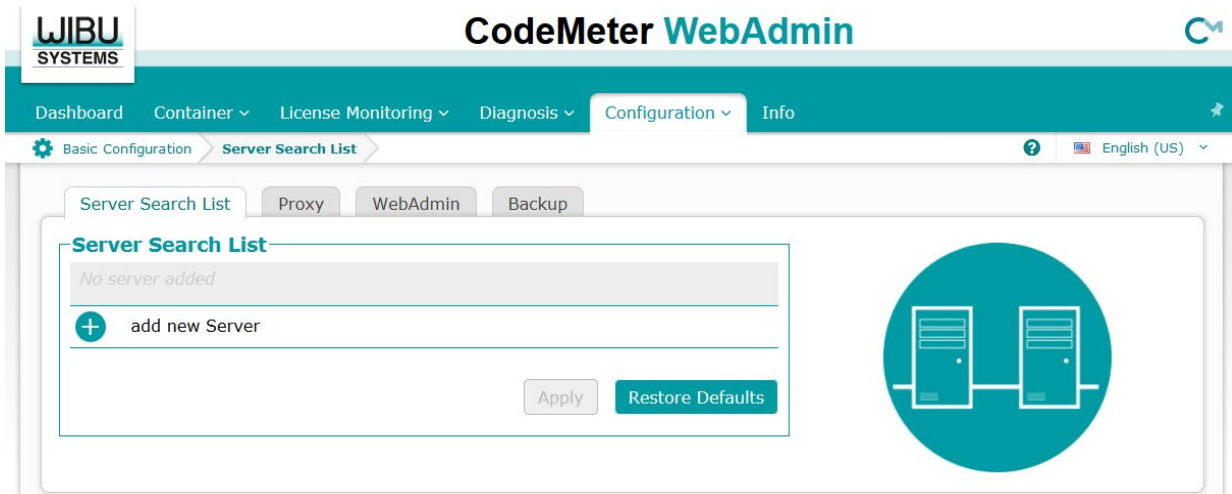 WIBU
SYSTEMS
CodeMeter WebAdmin
CM
Dashboard Container License Monitoring Diagnosis Configuration Info
Basic Configuration Server Search List ? English (US)
Server Search List Proxy WebAdmin Backup
Server Search List
No server added
+ add new Server
Apply Restore Defaults